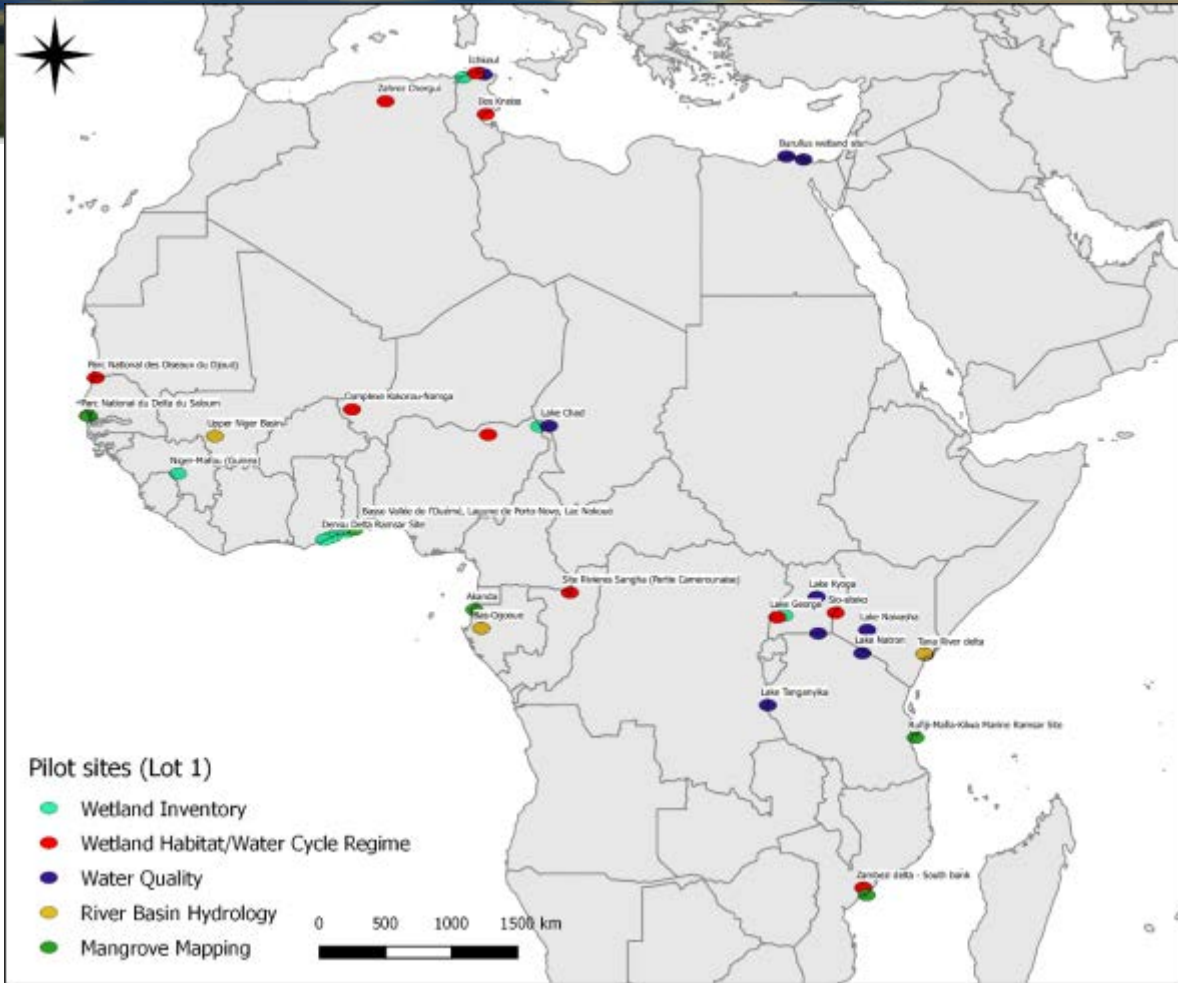 Ichkeul
Zahrez Chergui
Iles Kneiss
Burullus wetland site
Parc National des Oiseaux du Djoudj
Complexe Kokorou-Namga
Parc National du Delta du Saloum
Lake Chad
Upper Niger Basin
Niger-Mafou (Guinea)
Basse Vallée de l'Ouémé, Lagune de Porto-Novo, Lac Nokoué
Densu Delta Ramsar Site
Site Rivières Sangha (Partie Camerounaise)
Lake Kyoga
Akanda
Lake George
Sio-siteko
Bas-Ogooue
Lake Naivasha
Lake Natron
Tana River delta
Lake Tanganyika
Rufiji-Mafia-Kilwa Marine Ramsar Site
Pilot sites (Lot 1)
Wetland Inventory
Wetland Habitat/Water Cycle Regime
Zambezi delta - South bank
Water Quality
River Basin Hydrology
0 500 1000 1500 km
Mangrove Mapping